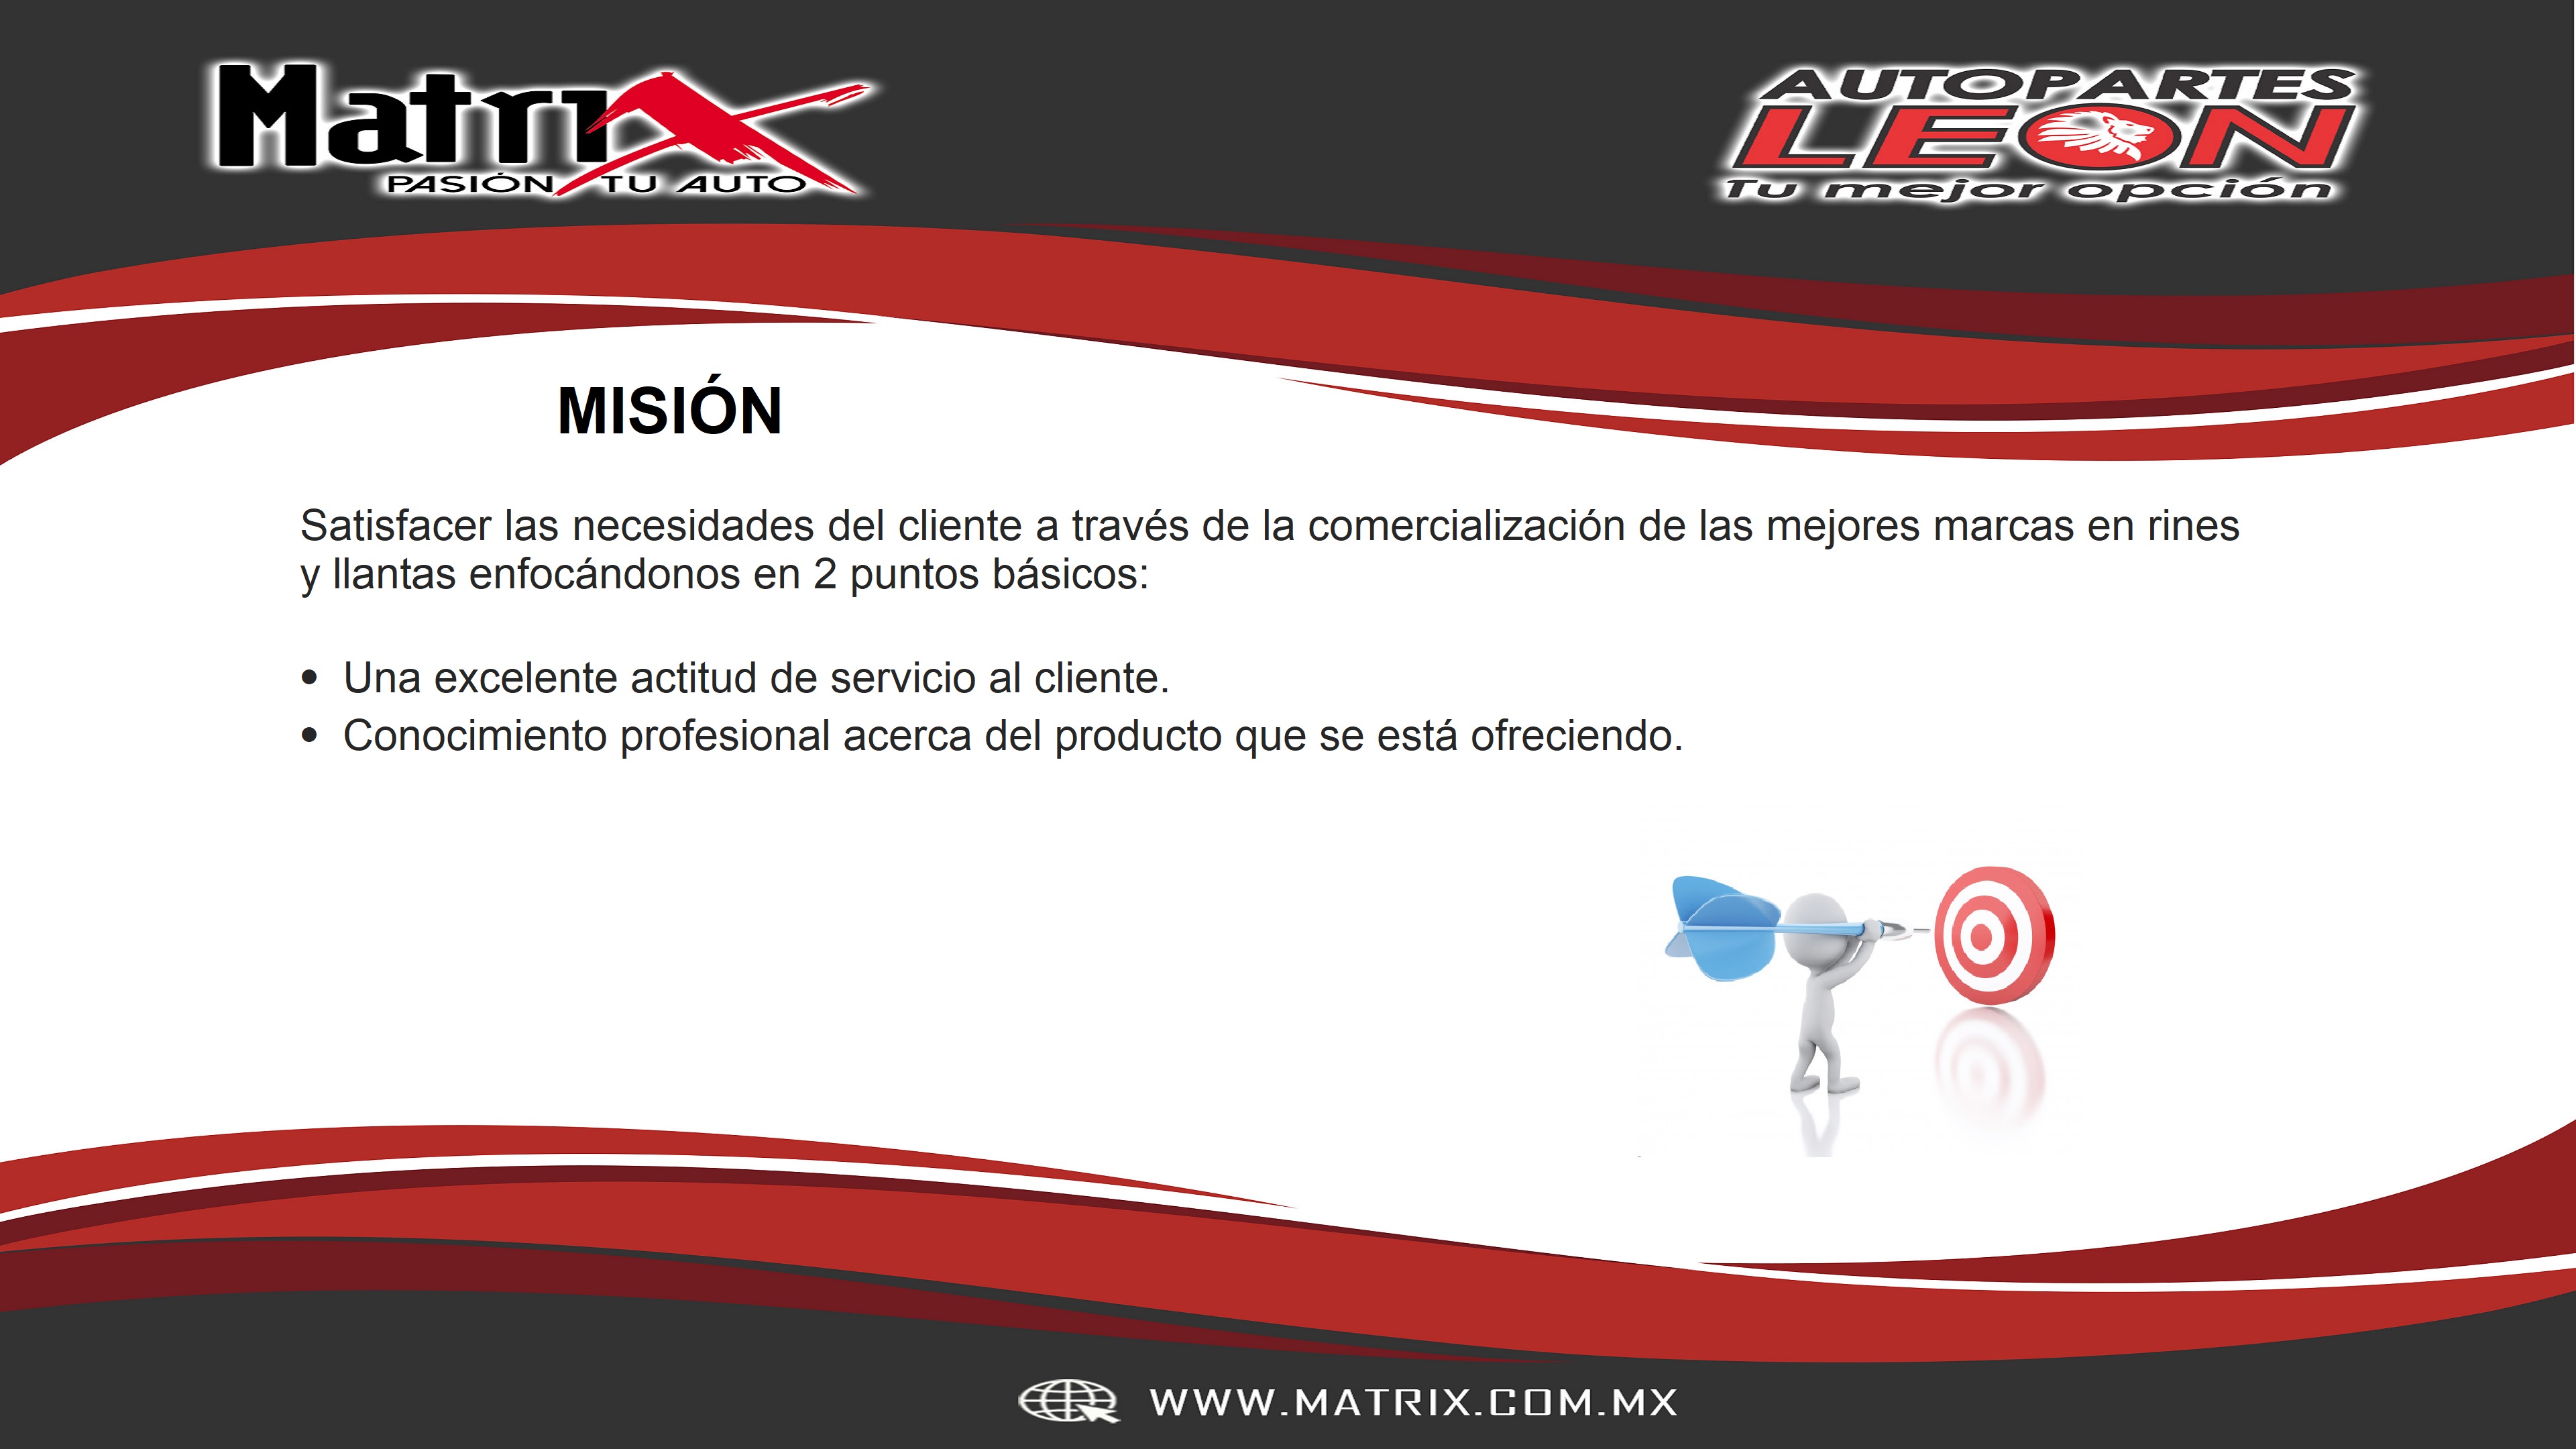 Matrix
PASIÓN X TU AUTO
AUTOPARTES
LEON
Tu mejor opción
MISIÓN
Satisfacer las necesidades del cliente a través de la comercialización de las mejores marcas en rines
y llantas enfocándonos en 2 puntos básicos:
• Una excelente actitud de servicio al cliente.
• Conocimiento profesional acerca del producto que se está ofreciendo.
WWW.MATRIX.COM.MX